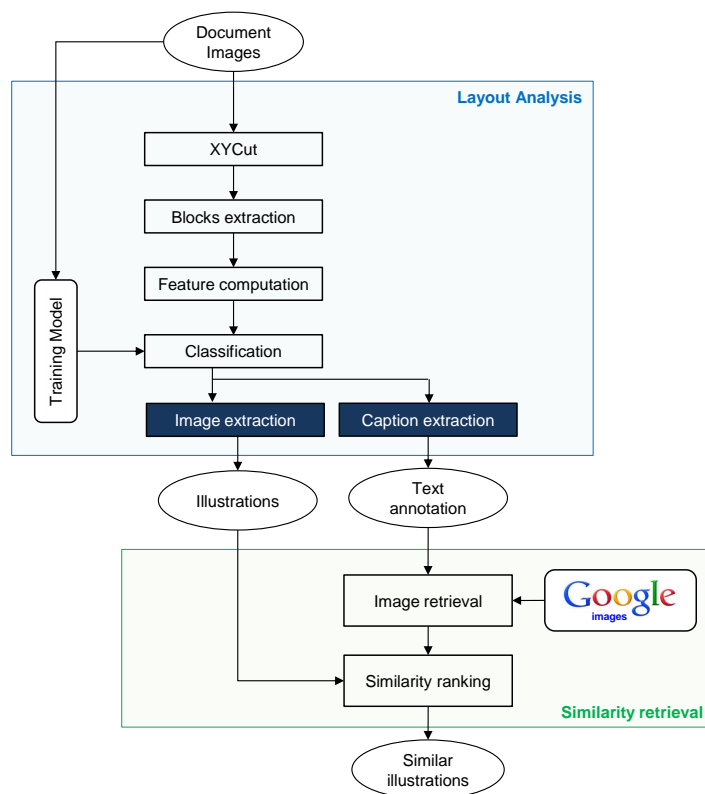 Document
Images
Layout Analysis
XYCut
Blocks extraction
Feature computation
Training Model
Classification
Image extraction
Caption extraction
Illustrations
Text
annotation
Image retrieval
Google
images
Similarity ranking
Similarity retrieval
Similar
illustrations